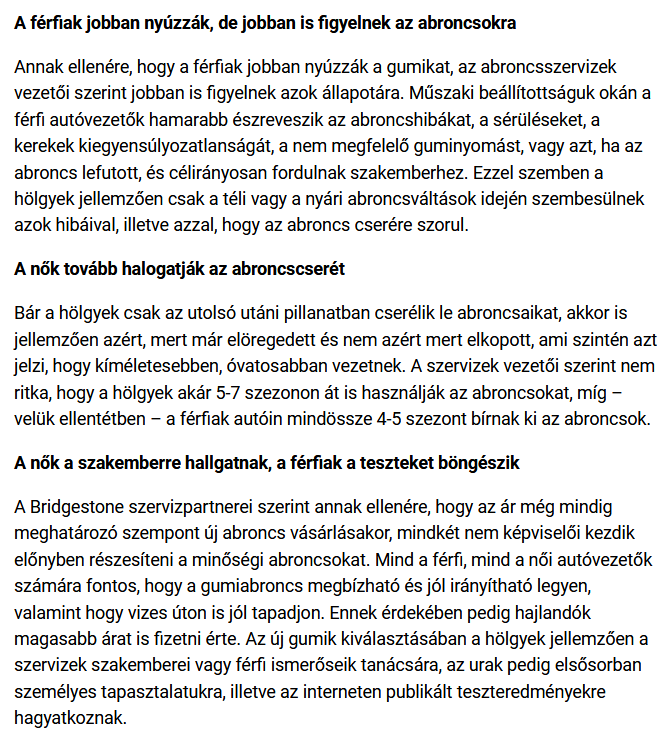 A férfiak jobban nyúzzák, de jobban is figyelnek az abroncsokra
Annak ellenére, hogy a férfiak jobban nyúzzák a gumikat, az abroncsszervizek
vezetői szerint jobban is figyelnek azok állapotára. Műszaki beállítottságuk okán a
férfi autóvezetők hamarabb észreveszik az abroncshibákat, a sérüléseket, a
kerekek kiegyensúlyozatlanságát, a nem megfelelő guminyomást, vagy azt, ha az
abroncs lefutott, és célirányosan fordulnak szakemberhez. Ezzel szemben a
hölgyek jellemzően csak a téli vagy a nyári abroncsváltások idején szembesülnek
azok hibáival, illetve azzal, hogy az abroncs cserére szorul.
A nők tovább halogatják az abroncscserét
Bár a hölgyek csak az utolsó utáni pillanatban cserélik le abroncsaikat, akkor is
jellemzően azért, mert már elöregedett és nem azért mert elkopott, ami szintén azt
jelzi, hogy kíméletesebben, óvatosabban vezetnek. A szervizek vezetői szerint nem
ritka, hogy a hölgyek akár 5-7 szezonon át is használják az abroncsokat, míg –
velük ellentétben – a férfiak autóin mindössze 4-5 szezont bírnak ki az abroncsok.
A nők a szakemberre hallgatnak, a férfiak a teszteket böngészik
A Bridgestone szervizpartnerei szerint annak ellenére, hogy az ár még mindig
meghatározó szempont új abroncs vásárlásakor, mindkét nem képviselői kezdik
előnyben részesíteni a minőségi abroncsokat. Mind a férfi, mind a női autóvezetők
számára fontos, hogy a gumiabroncs megbízható és jól irányítható legyen,
valamint hogy vizes úton is jól tapadjon. Ennek érdekében pedig hajlandók
magasabb árat is fizetni érte. Az új gumik kiválasztásában a hölgyek jellemzően a
szervizek szakemberei vagy férfi ismerőseik tanácsára, az urak pedig elsősorban
személyes tapasztalatukra, illetve az interneten publikált teszteredményekre
hagyatkoznak.